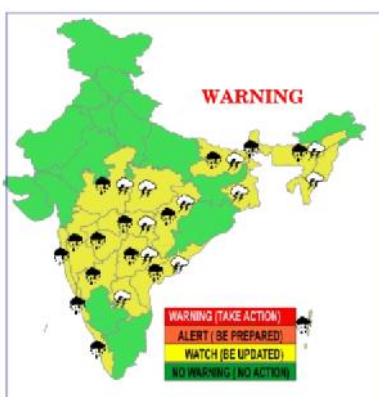 WARNING
WARNING (TAKE ACTION)
ALERT ( BE PREPARED)
WATCH (BE UPDATED)
NO WARNING ( NO ACTION)